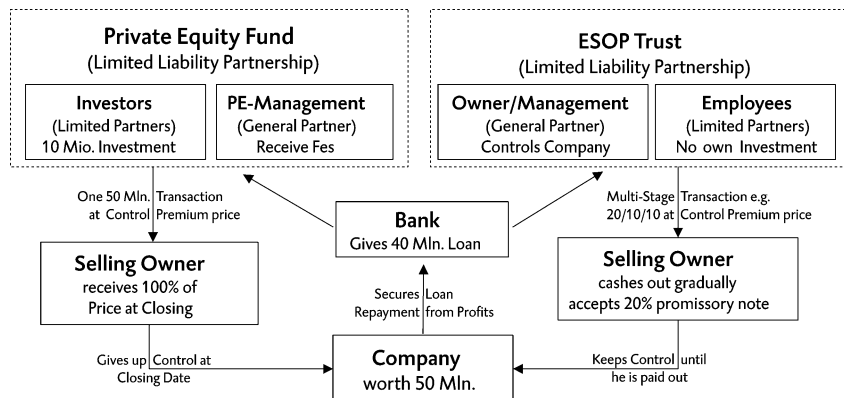 Private Equity Fund
(Limited Liability Partnership)
Investors
(Limited Partners)
10 Mio. Investment
PE-Management
(General Partner)
Receive Fes
ESOP Trust
(Limited Liability Partnership)
Owner/Management
(General Partner)
Controls Company
Employees
(Limited Partners)
No own Investment
One 50 Mln. Transaction
at Control Premium price
Bank
Gives 40 Mln. Loan
Multi-Stage Transaction e.g.
20/10/10 at Control Premium price
Selling Owner
receives 100% of
Price at Closing
Secures Loan
Repayment from Profits
Selling Owner
cashes out gradually
accepts 20% promissory note
Gives up Control at
Closing Date
Company
worth 50 Mln.
Keeps Control until
he is paid out